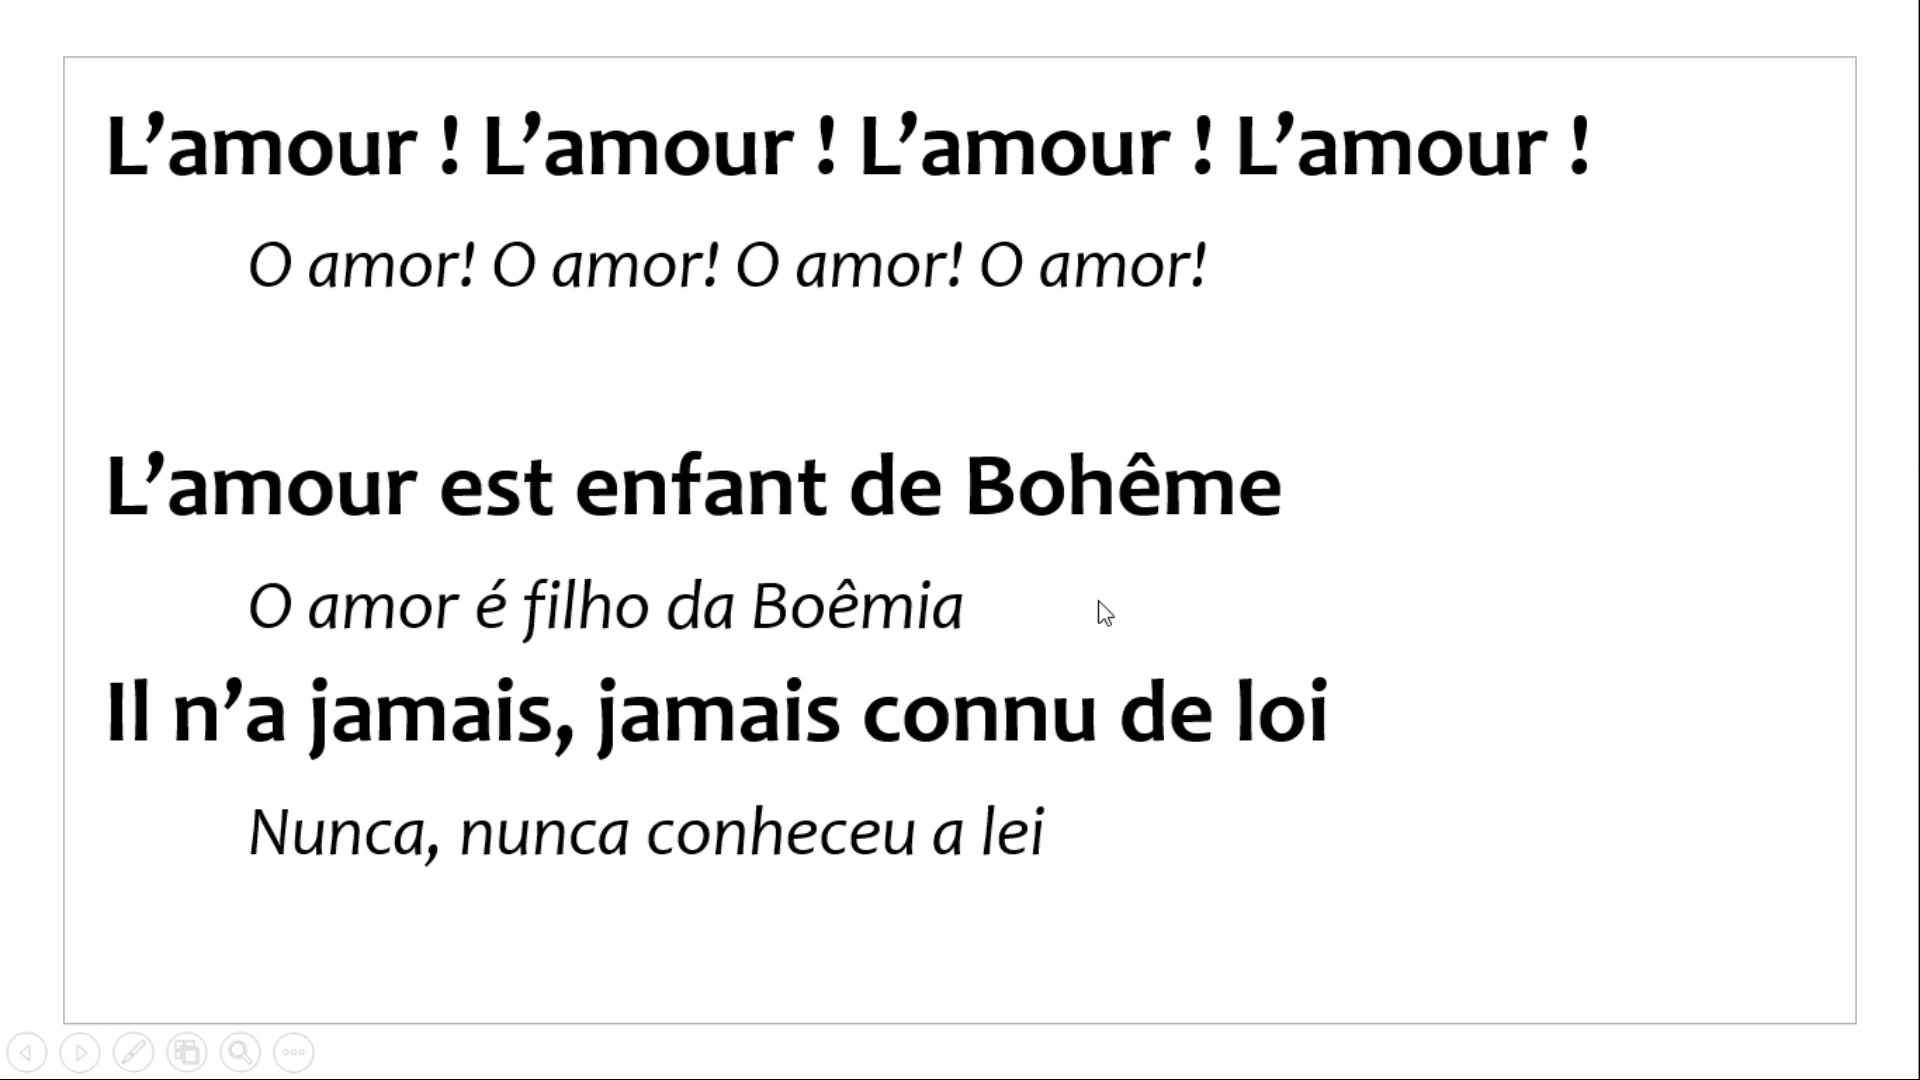 L’amour ! L’amour ! L’amour ! L’amour !
O amor! O amor! O amor! O amor!
L’amour est enfant de Bohême
O amor é filho da Boêmia
Il n’a jamais, jamais connu de loi
Nunca, nunca conheceu a lei